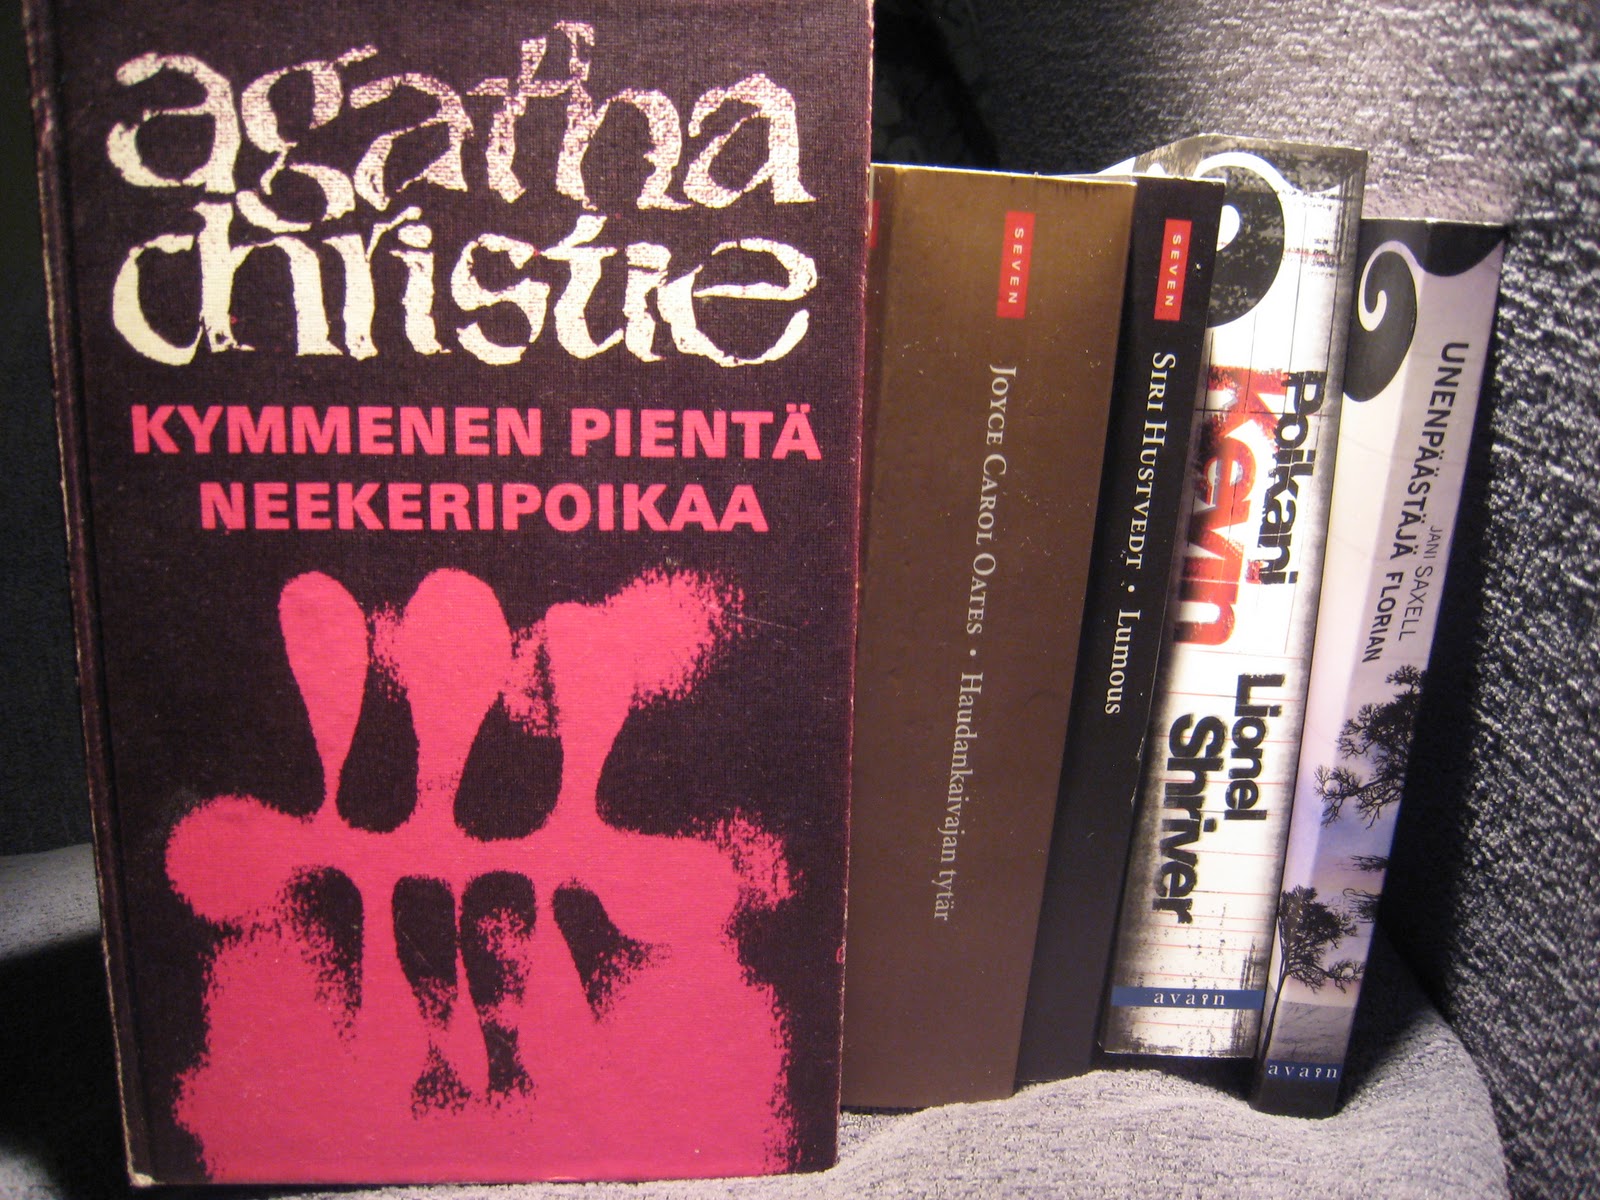 agatha
christie
KYMMENEN PIENTÄ
NEEKERIPOIKAA
SEVEN
JOYCE CAROL OATES • Haudankaivajan tytär
SEVEN
SIRI HUSTVEDT • Lumous
Poikani
Kevin
Lionel
Shriver
avain
UNENPÄÄSTÄJÄ FLORIAN
JANI SAXELL
avain